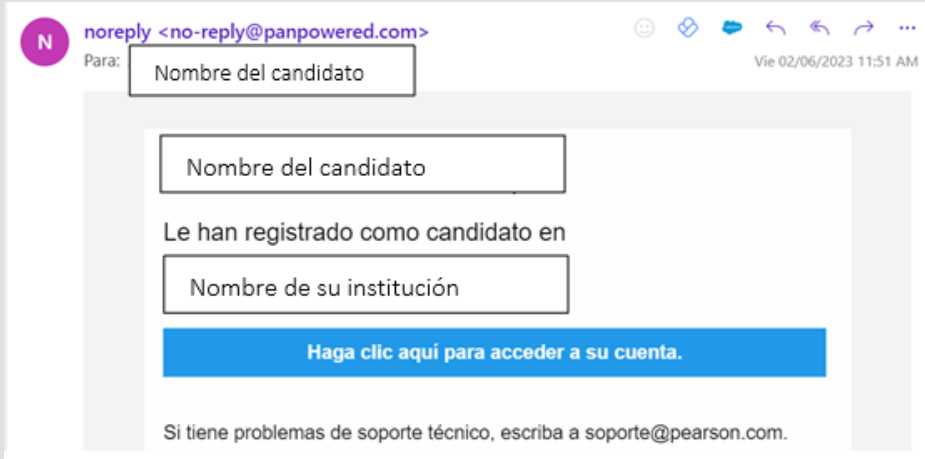 N
noreply <no-reply@panpowered.com>
Para:
Nombre del candidato
Vie 02/06/2023 11:51 AM
Nombre del candidato
Le han registrado como candidato en
Nombre de su institución
Haga clic aquí para acceder a su cuenta.
Si tiene problemas de soporte técnico, escriba a soporte@pearson.com.